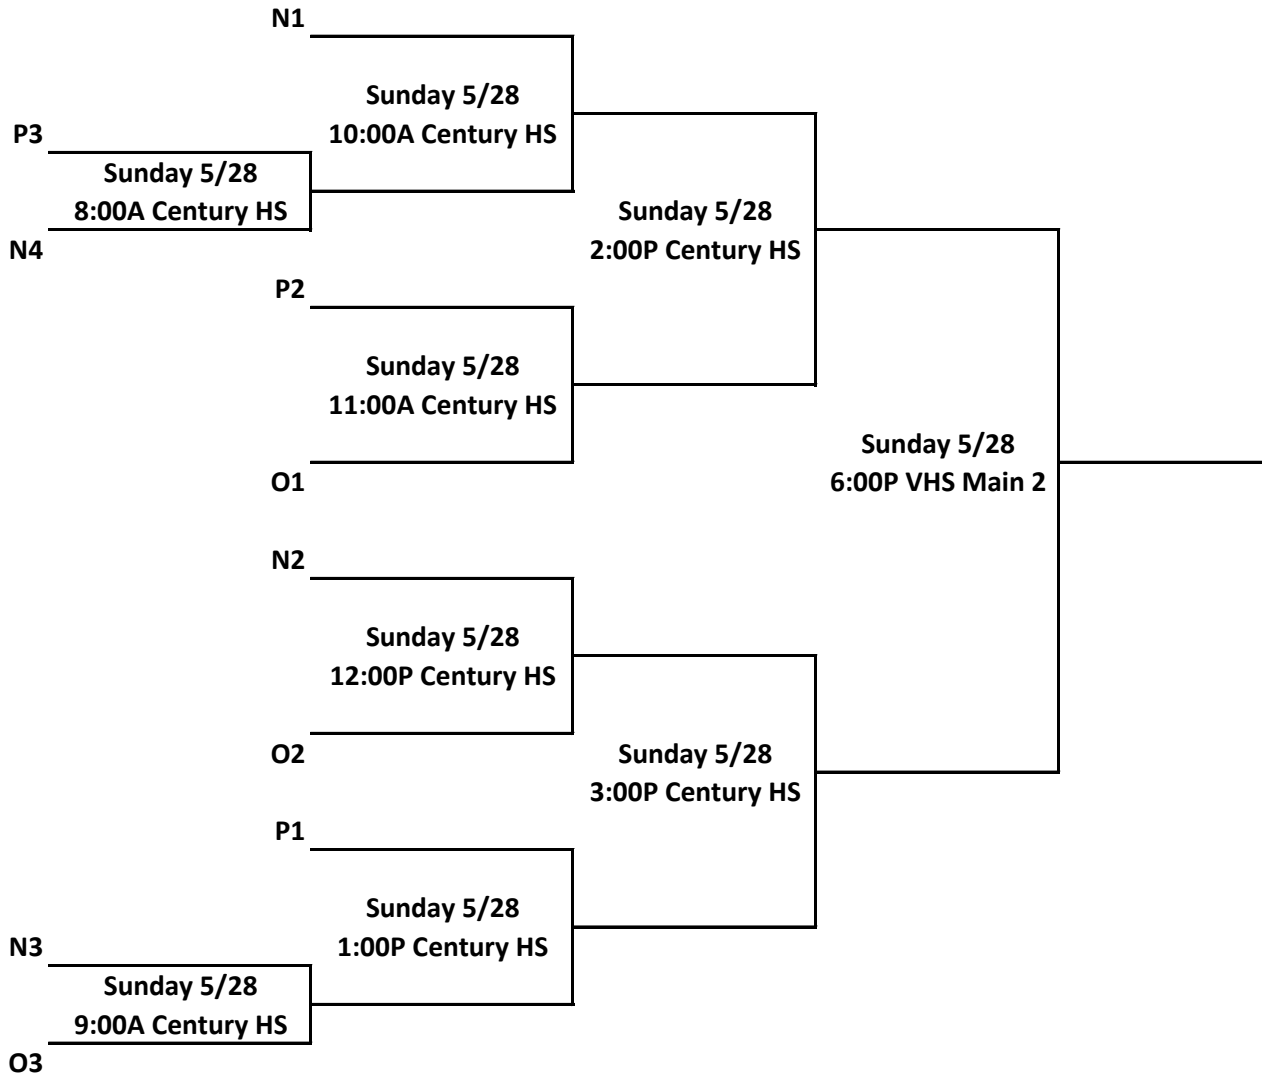 N1
Sunday 5/28
10:00A Century HS
P3
Sunday 5/28
8:00A Century HS
N4
Sunday 5/28
2:00P Century HS
P2
Sunday 5/28
11:00A Century HS
O1
Sunday 5/28
6:00P VHS Main 2
N2
Sunday 5/28
12:00P Century HS
O2
Sunday 5/28
3:00P Century HS
P1
Sunday 5/28
1:00P Century HS
N3
Sunday 5/28
9:00A Century HS
O3